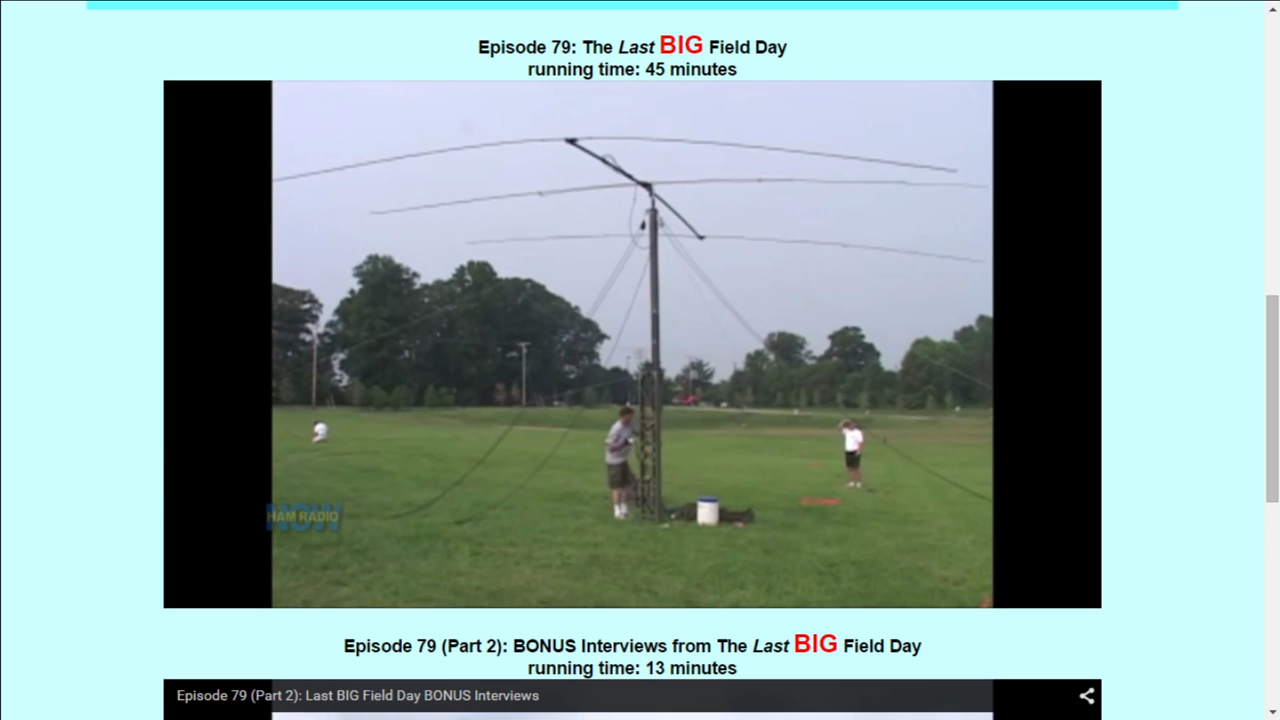 Episode 79: The Last BIG Field Day
running time: 45 minutes
NOW
HAM RADIO
Episode 79 (Part 2): BONUS Interviews from The Last BIG Field Day
running time: 13 minutes
Episode 79 (Part 2): Last BIG Field Day BONUS Interviews